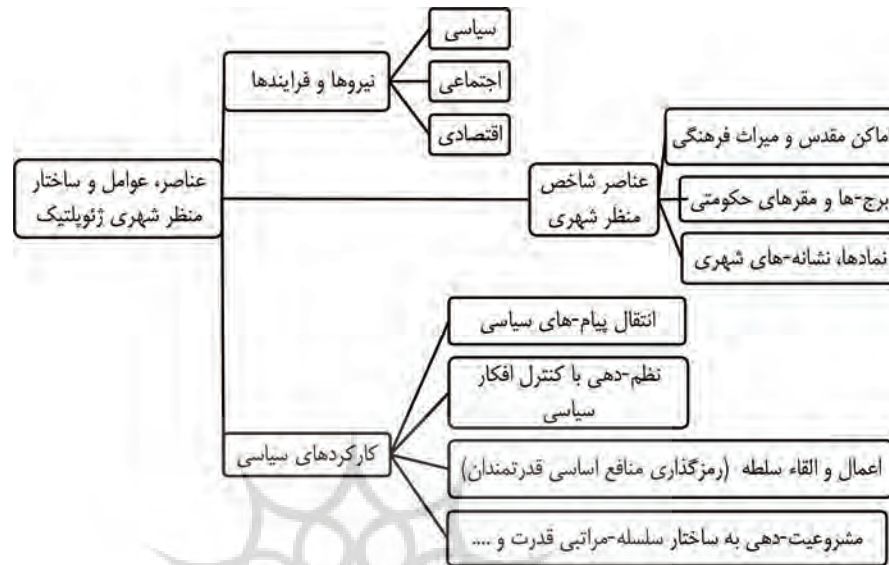 عناصر، عوامل و ساختار
منظر شهری ژئوپلتیک
نیروها و فرایندها
سیاسی
اجتماعی
اقتصادی
عناصر شاخص
منظر شهری
ماکن مقدس و میراث فرهنگی
برج-ها و مقرهای حکومتی
نمادها، نشانه-های شهری
کارکردهای سیاسی
انتقال پیام-های سیاسی
نظم-دهی با کنترل افکار
سیاسی
اعمال و القاء سلطه (رمزگذاری منافع اساسی قدرتمندان)
مشروعیت-دهی به ساختار سلسله-مراتبی قدرت و ....